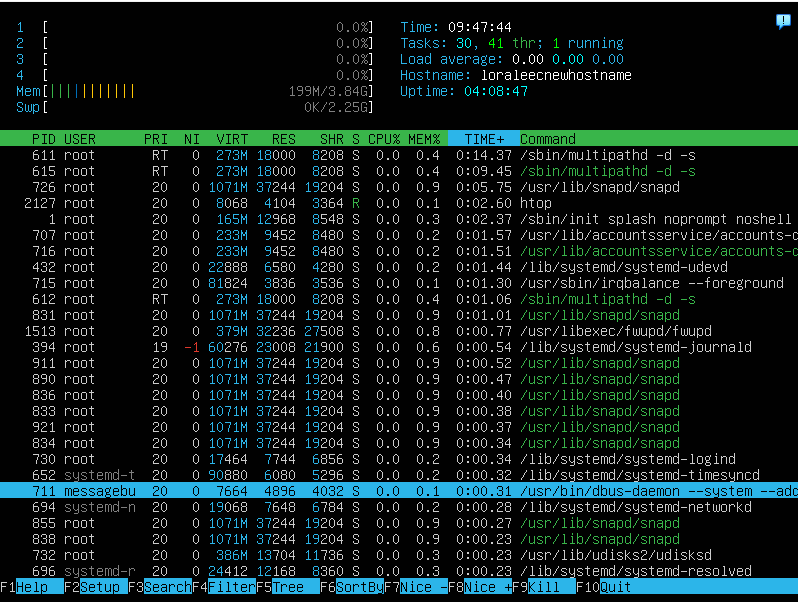 1 [ 0.0%] Time: 09:47:44
2 [ 0.0%] Tasks: 30, 41 thr; 1 running
3 [ 0.0%] Load average: 0.00 0.00 0.00
4 [ 0.0%] Hostname: loraleecnewhostname
Mem[|||||||||||| 199M/3.84G] Uptime: 04:08:47
Swp[ 0K/2.25G]
PID USER PRI NI VIRT RES SHR S CPU% MEM% TIME+ Command
611 root RT 0 273M 18000 8208 S 0.0 0.4 0:14.37 /sbin/multipathd -d -s
615 root RT 0 273M 18000 8208 S 0.0 0.4 0:09.45 /sbin/multipathd -d -s
726 root 20 0 1071M 37244 19204 S 0.0 0.9 0:05.75 /usr/lib/snapd/snapd
2127 root 20 0 8068 4104 3364 R 0.0 0.1 0:02.60 htop
1 root 20 0 165M 12968 8548 S 0.0 0.3 0:02.37 /sbin/init splash noprompt noshell
707 root 20 0 233M 9452 8480 S 0.0 0.2 0:01.57 /usr/lib/accountsservice/accounts-d
716 root 20 0 233M 9452 8480 S 0.0 0.2 0:01.51 /usr/lib/accountsservice/accounts-d
432 root 20 0 22888 6580 4280 S 0.0 0.2 0:01.44 /lib/systemd/systemd-udevd
715 root 20 0 81824 3836 3536 S 0.0 0.1 0:01.30 /usr/sbin/irqbalance --foreground
612 root RT 0 273M 18000 8208 S 0.0 0.4 0:01.06 /sbin/multipathd -d -s
831 root 20 0 1071M 37244 19204 S 0.0 0.9 0:01.01 /usr/lib/snapd/snapd
1513 root 20 0 379M 32236 27508 S 0.0 0.8 0:00.77 /usr/libexec/fwupd/fwupd
394 root 19 -1 60276 23008 21900 S 0.0 0.6 0:00.54 /lib/systemd/systemd-journald
911 root 20 0 1071M 37244 19204 S 0.0 0.9 0:00.52 /usr/lib/snapd/snapd
890 root 20 0 1071M 37244 19204 S 0.0 0.9 0:00.47 /usr/lib/snapd/snapd
836 root 20 0 1071M 37244 19204 S 0.0 0.9 0:00.40 /usr/lib/snapd/snapd
833 root 20 0 1071M 37244 19204 S 0.0 0.9 0:00.38 /usr/lib/snapd/snapd
921 root 20 0 1071M 37244 19204 S 0.0 0.9 0:00.37 /usr/lib/snapd/snapd
834 root 20 0 1071M 37244 19204 S 0.0 0.9 0:00.34 /usr/lib/snapd/snapd
730 root 20 0 17464 7744 6856 S 0.0 0.2 0:00.34 /lib/systemd/systemd-logind
652 systemd-t 20 0 90880 6080 5296 S 0.0 0.2 0:00.32 /lib/systemd/systemd-timesyncd
711 messagebu 20 0 7664 4896 4032 S 0.0 0.1 0:00.31 /usr/bin/dbus-daemon --system --add
694 systemd-n 20 0 19068 7648 6784 S 0.0 0.2 0:00.28 /lib/systemd/systemd-networkd
855 root 20 0 1071M 37244 19204 S 0.0 0.9 0:00.27 /usr/lib/snapd/snapd
838 root 20 0 1071M 37244 19204 S 0.0 0.9 0:00.23 /usr/lib/snapd/snapd
732 root 20 0 386M 13704 11736 S 0.0 0.3 0:00.23 /usr/lib/udisks2/udisksd
696 systemd-r 20 0 24412 12168 8360 S 0.0 0.3 0:00.23 /lib/systemd/systemd-resolved
F1Help F2Setup F3SearchF4FilterF5Tree F6SortByF7Nice -F8Nice +F9Kill F10Quit